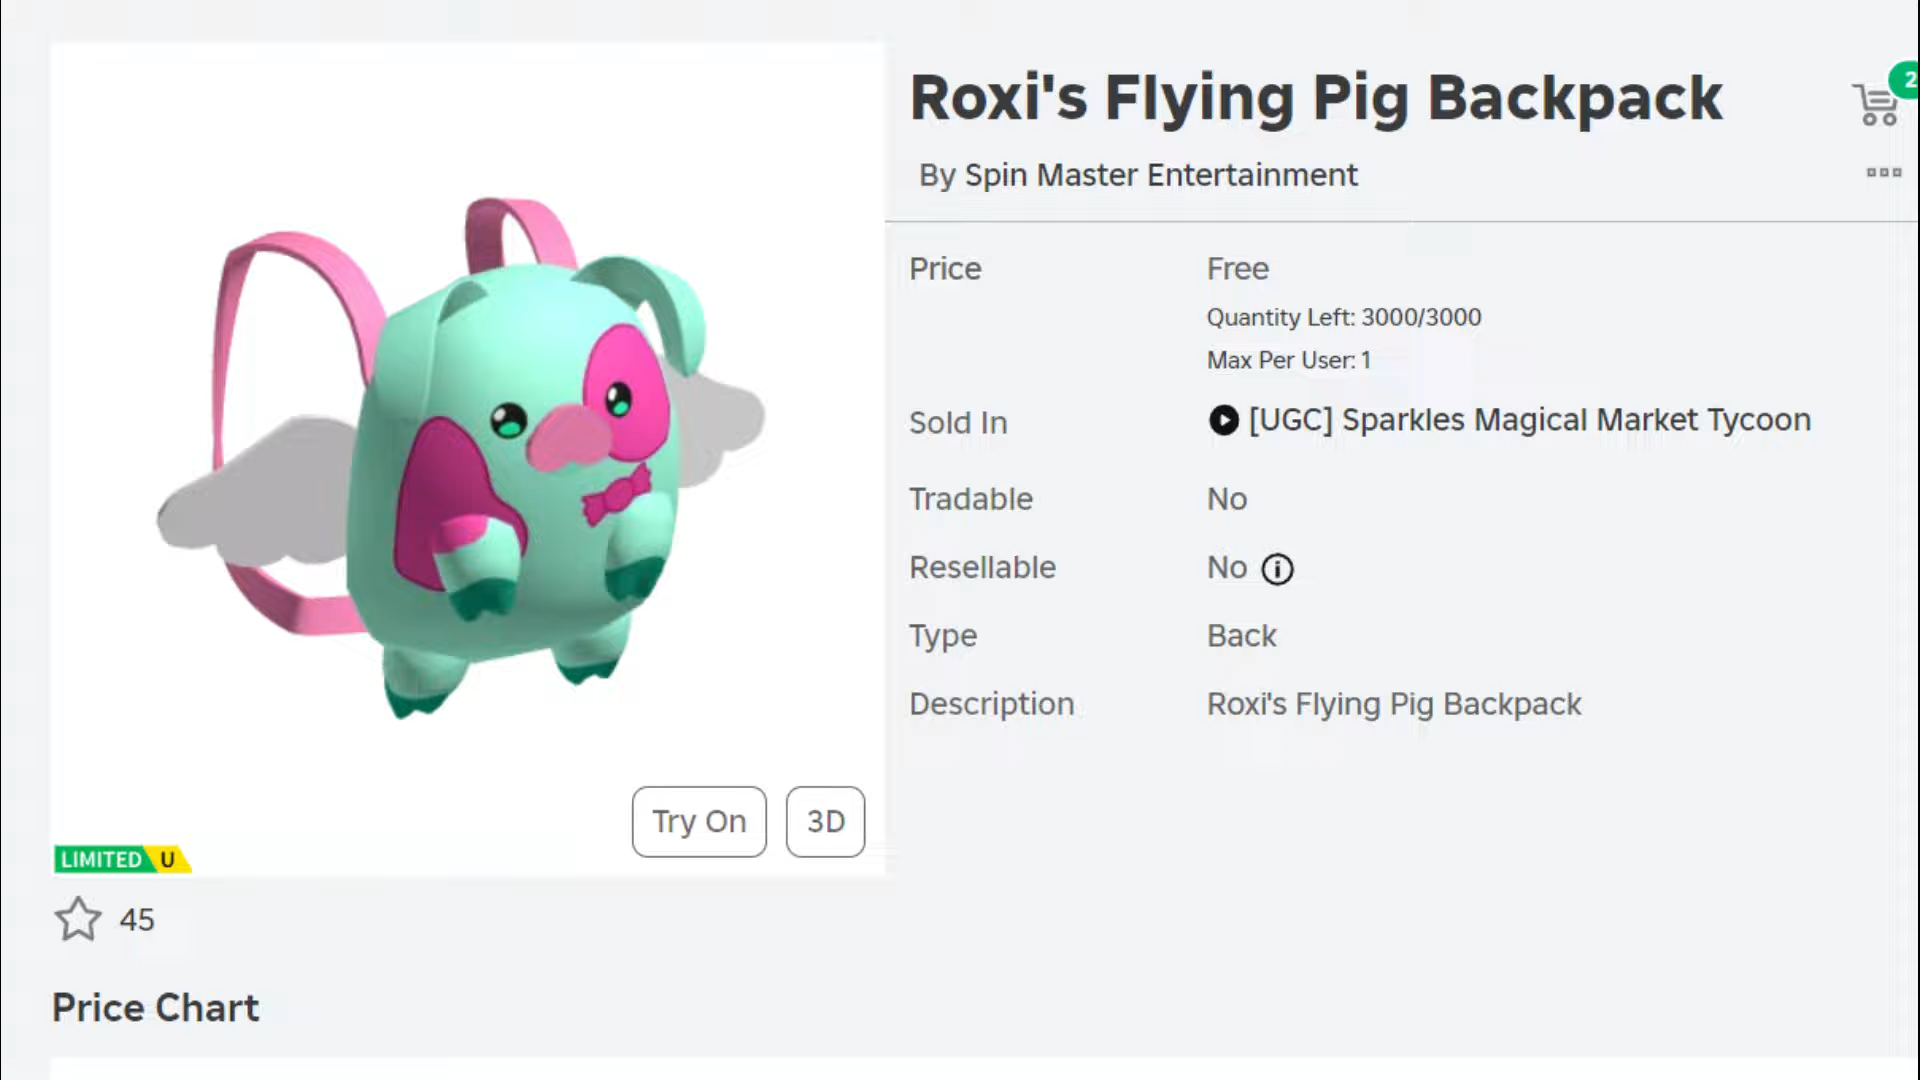 Roxi's Flying Pig Backpack
2
By Spin Master Entertainment
Price
Free
Quantity Left: 3000/3000
Max Per User: 1
Sold In
[UGC] Sparkles Magical Market Tycoon
Tradable
No
Resellable
No
Type
Back
Description
Roxi's Flying Pig Backpack
Try On
3D
LIMITED U
45
Price Chart